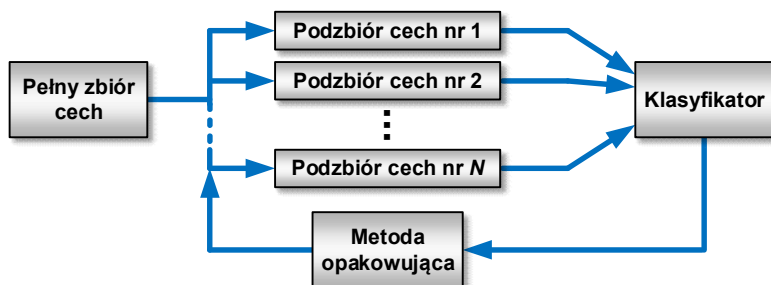 Podzbiór cech nr 1
Pełny zbiór
cech
Podzbiór cech nr 2
Klasyfikator
Podzbiór cech nr N
Metoda
opakowująca